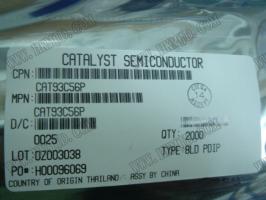 CATALYST SEMICONDUCTOR
CPN:
CAT93C56P
MPN:
CAT93C56P
D/C:
0025 QTY: 2000
LOT: 0Z003038 TYPE: 8LD PDIP
PO#: H00096069
COUNTRY OF ORIGIN THAILAND/ ASSY BY CHINA